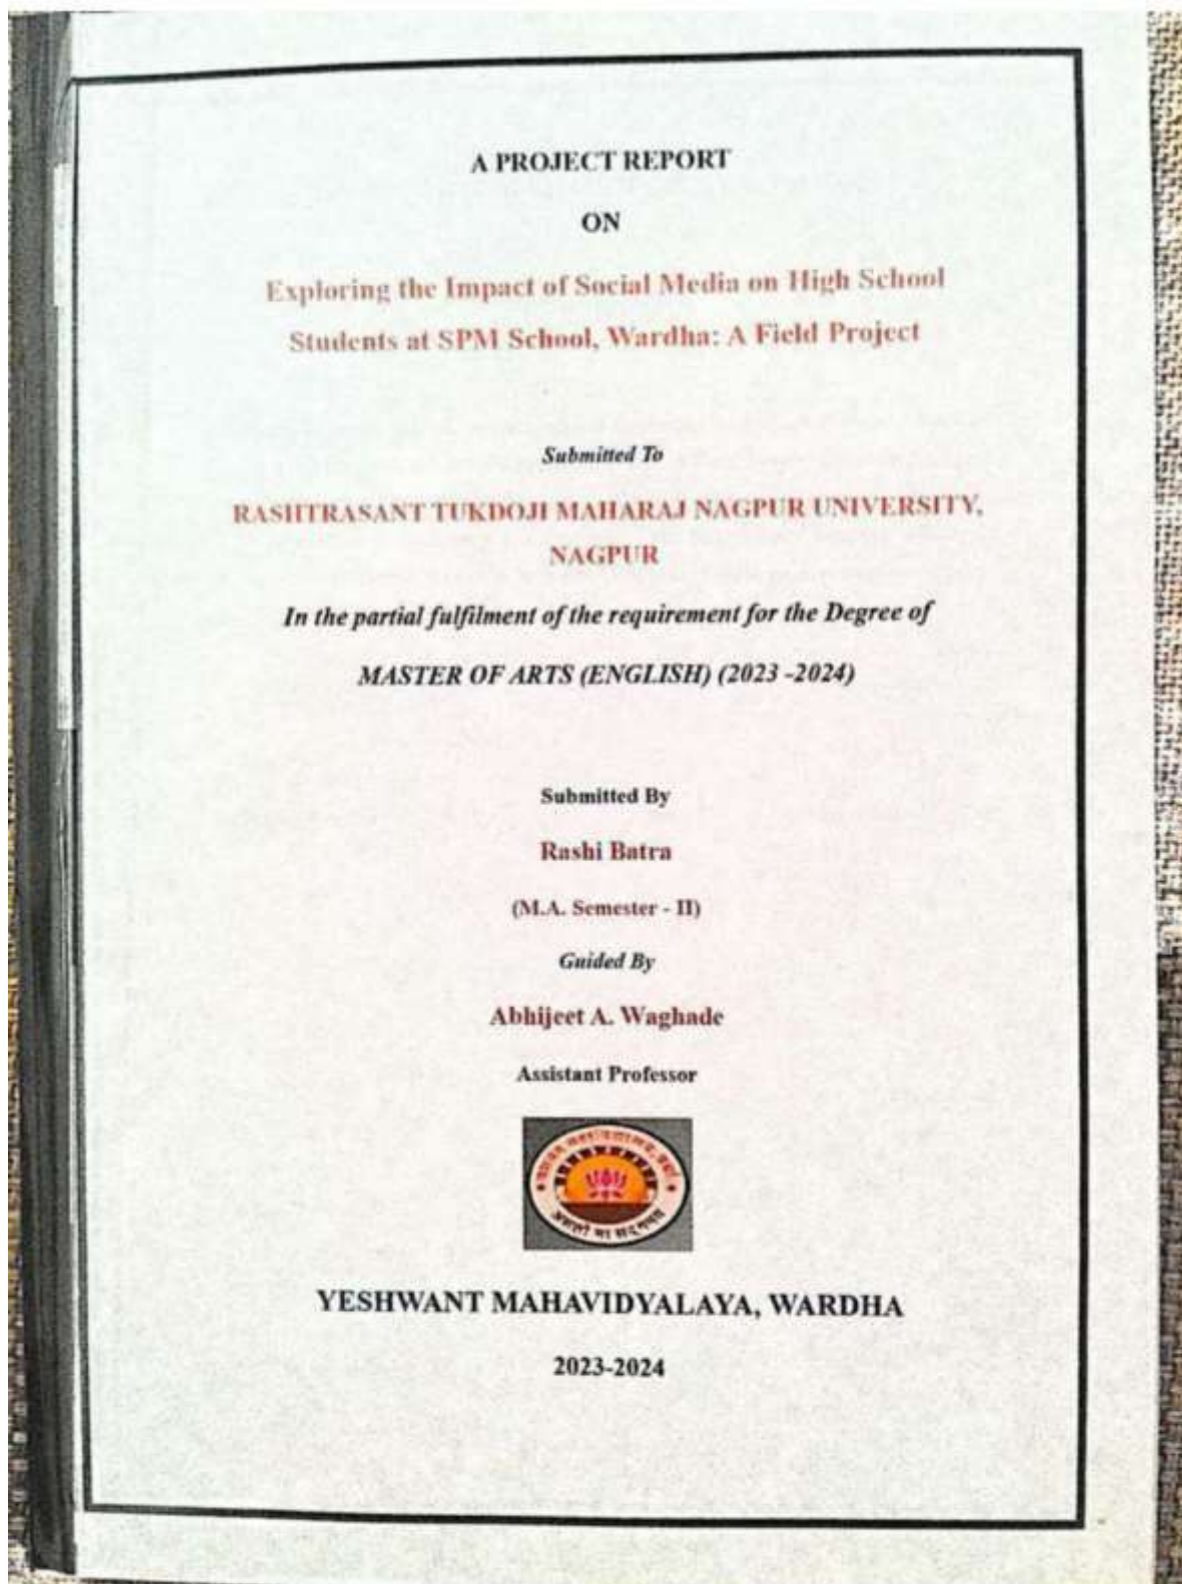 A PROJECT REPORT
ON
Exploring the Impact of Social Media on High School
Students at SPM School, Wardha: A Field Project
Submitted To
RASHTRASANT TUKDOJI MAHARAJ NAGPUR UNIVERSITY,
NAGPUR
In the partial fulfilment of the requirement for the Degree of
MASTER OF ARTS (ENGLISH) (2023 -2024)
Submitted By
Rashi Batra
(M.A. Semester - II)
Guided By
Abhijeet A. Waghade
Assistant Professor
YESHWANT MAHAVIDYALAYA, WARDHA
2023-2024